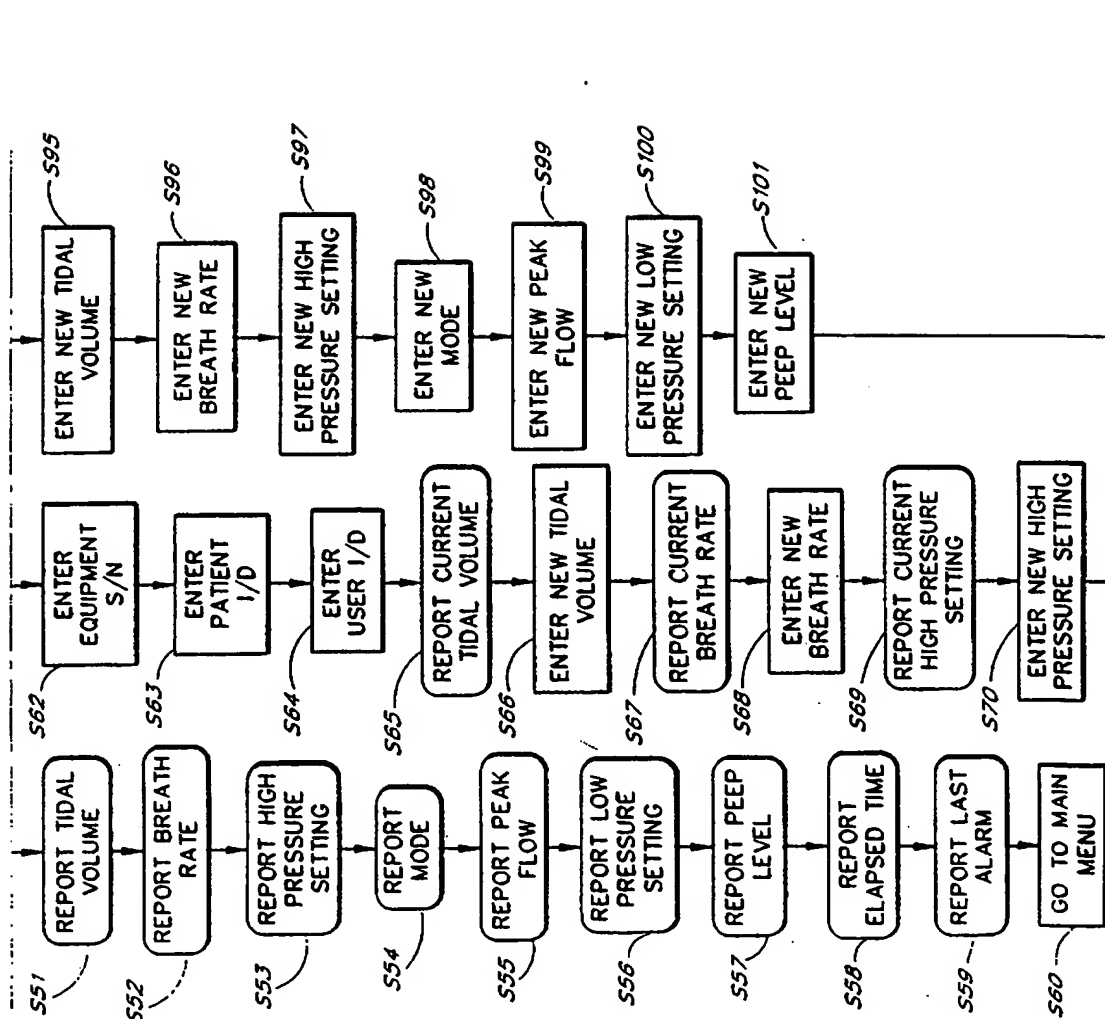 S51
REPORT TIDAL
VOLUME
S52
REPORT BREATH
RATE
S53
REPORT HIGH
PRESSURE
SETTING
S54
REPORT
MODE
S55
REPORT PEAK
FLOW
S56
REPORT LOW
PRESSURE
SETTING
S57
REPORT PEEP
LEVEL
S58
REPORT
ELAPSED TIME
S59
REPORT LAST
ALARM
S60
GO TO MAIN
MENU
S62
ENTER
EQUIPMENT
S/N
S63
ENTER
PATIENT
I/D
S64
ENTER
USER I/D
S65
REPORT CURRENT
TIDAL VOLUME
S66
ENTER NEW TIDAL
VOLUME
S67
REPORT CURRENT
BREATH RATE
S68
ENTER NEW
BREATH RATE
S69
REPORT CURRENT
HIGH PRESSURE
SETTING
S70
ENTER NEW HIGH
PRESSURE SETTING
S95
ENTER NEW TIDAL
VOLUME
S96
ENTER NEW
BREATH RATE
S97
ENTER NEW HIGH
PRESSURE SETTING
S98
ENTER NEW
MODE
S99
ENTER NEW PEAK
FLOW
S100
ENTER NEW LOW
PRESSURE SETTING
S101
ENTER NEW
PEEP LEVEL